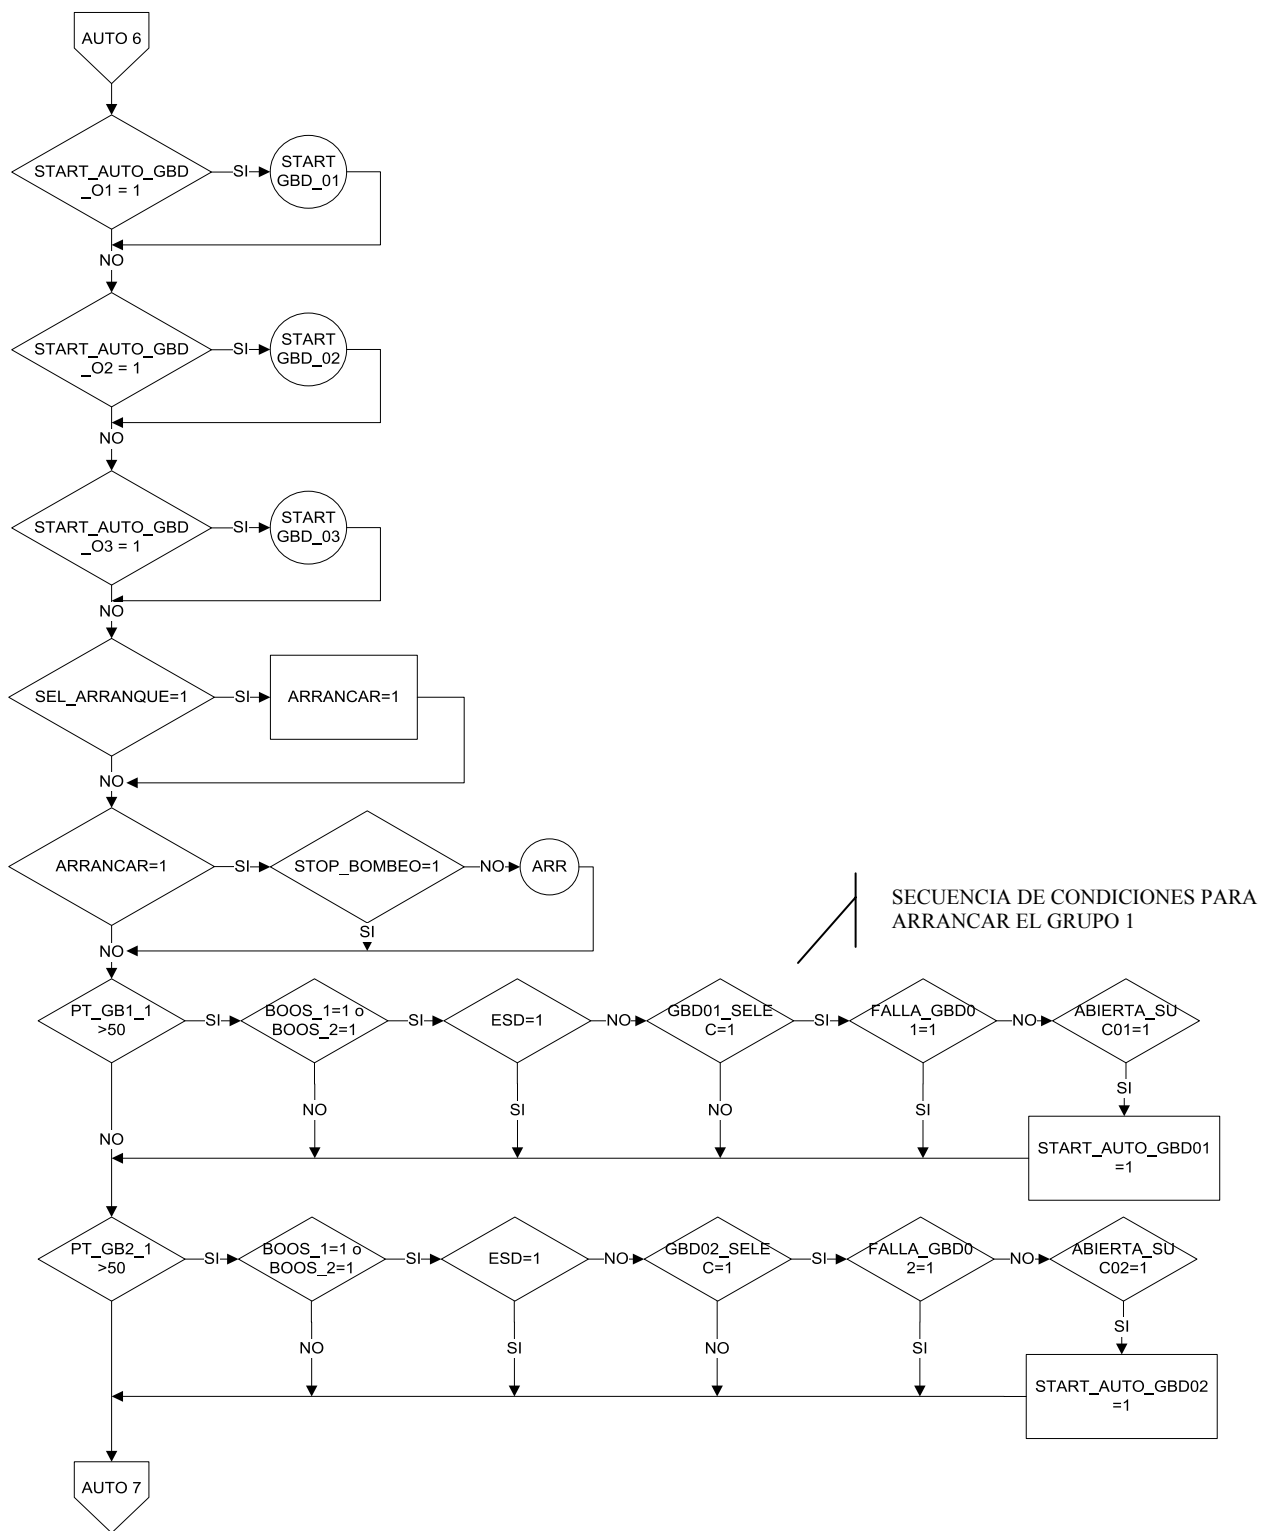 AUTO 6
START_AUTO_GBD
_O1 = 1
SI
START
GBD_01
NO
START_AUTO_GBD
_O2 = 1
SI
START
GBD_02
NO
START_AUTO_GBD
_O3 = 1
SI
START
GBD_03
NO
SEL_ARRANQUE=1
SI
ARRANCAR=1
NO
ARRANCAR=1
SI
STOP_BOMBEO=1
NO
ARR
SI
NO
SECUENCIA DE CONDICIONES PARA
ARRANCAR EL GRUPO 1
PT_GB1_1
>50
SI
BOOS_1=1 o
BOOS_2=1
SI
ESD=1
NO
GBD01_SELE
C=1
SI
FALLA_GBD0
1=1
NO
ABIERTA_SU
C01=1
SI
NO
SI
NO
SI
NO
START_AUTO_GBD01
=1
PT_GB2_1
>50
SI
BOOS_1=1 o
BOOS_2=1
SI
ESD=1
NO
GBD02_SELE
C=1
SI
FALLA_GBD0
2=1
NO
ABIERTA_SU
C02=1
SI
NO
SI
NO
SI
START_AUTO_GBD02
=1
AUTO 7